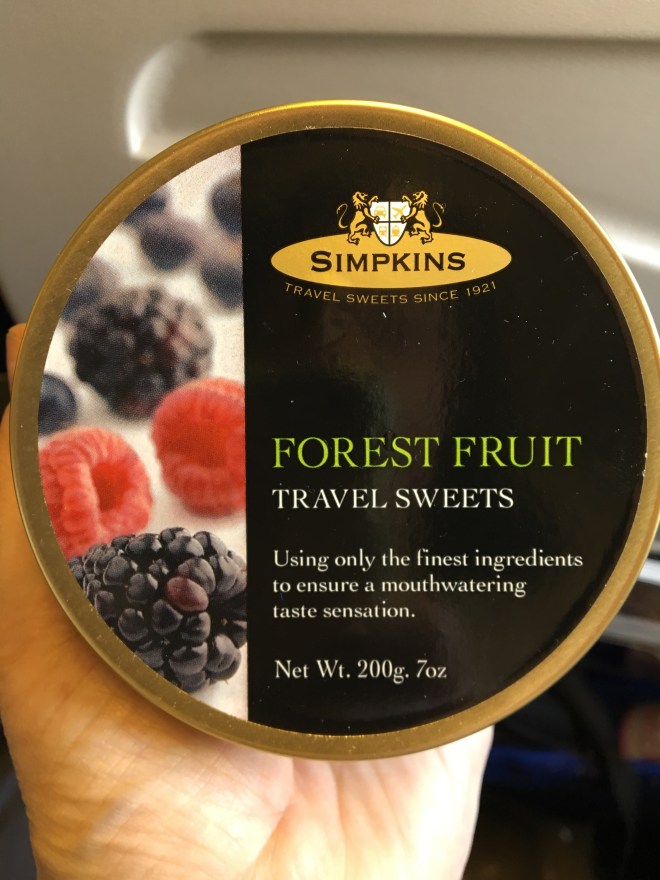 SIMPKINS
TRAVEL SWEETS SINCE 1921
FOREST FRUIT
TRAVEL SWEETS
Using only the finest ingredients
to ensure a mouthwatering
taste sensation.
Net Wt. 200g. 7oz